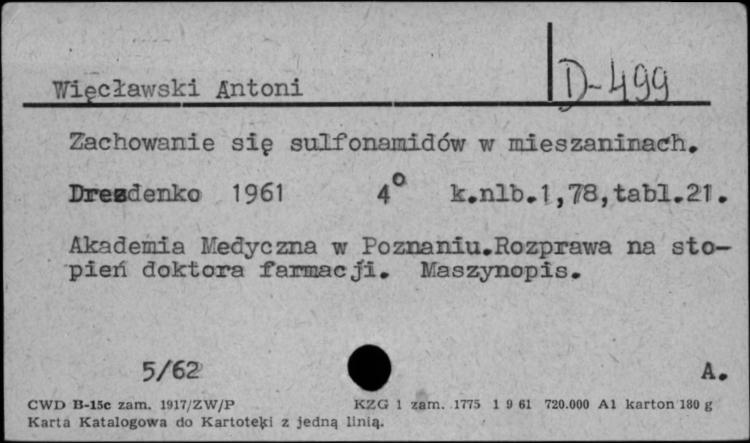 Więcławski Antoni D-499
Zachowanie się sulfonamidów w mieszaninach.
Drezdenko 1961 4° k.nlb.1,78,tabl.21.
Akademia Medyczna w Poznaniu.Rozprawa na sto-
pień doktora farmacji. Maszynopis.
5/62 A.
CWD B-15c zam. 1917/ZW/P KZG 1 zam. 1775 1 9 61 720.000 A1 karton 180 g
Karta Katalogowa do Kartoteki z jedną linią.